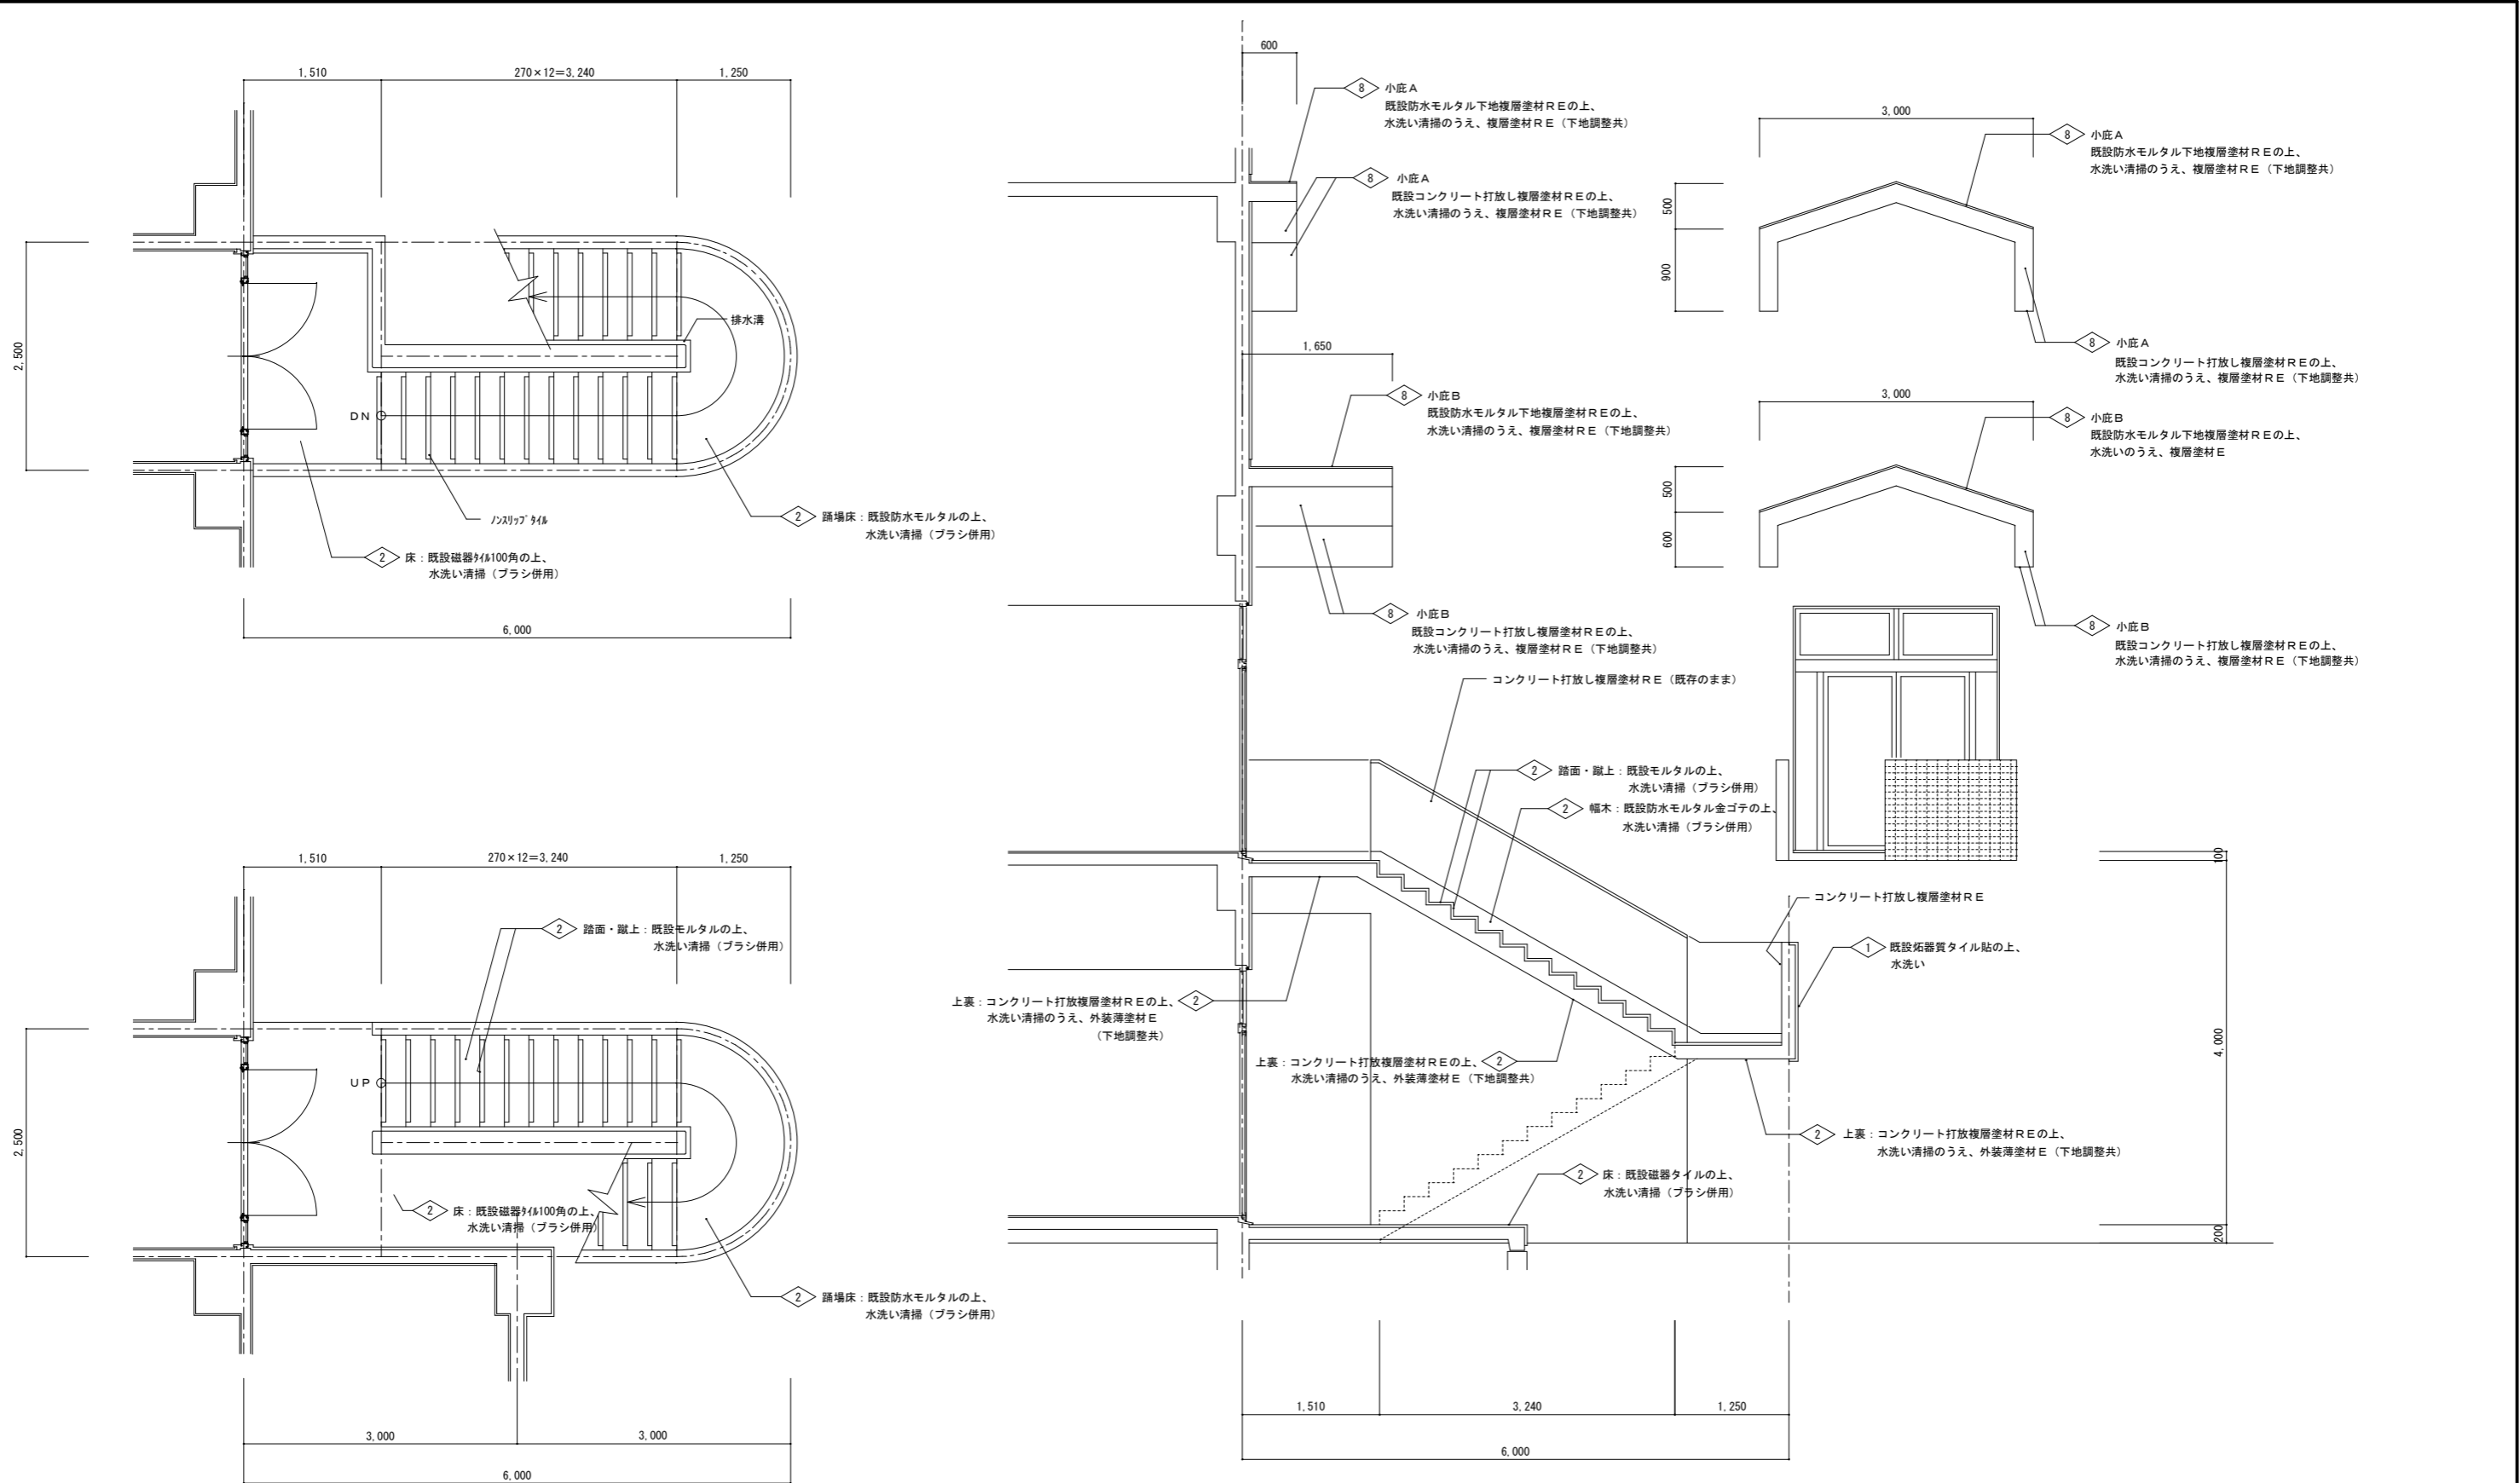 1,510
270×12=3,240
1,250
2,500
DN
排水溝
ノンスリップタイル
2
踊場床：既設防水モルタルの上、
水洗い清掃（ブラシ併用）
2
床：既設磁器ﾀｲﾙ100角の上、
水洗い清掃（ブラシ併用）
6,000
1,510
270×12=3,240
1,250
2
踏面・蹴上：既設モルタルの上、
水洗い清掃（ブラシ併用）
2,500
UP
2
床：既設磁器ﾀｲﾙ100角の上、
水洗い清掃（ブラシ併用）
2
踊場床：既設防水モルタルの上、
水洗い清掃（ブラシ併用）
3,000
3,000
6,000
600
8
小庇A
既設防水モルタル下地複層塗材REの上、
水洗い清掃のうえ、複層塗材RE（下地調整共）
8
小庇A
既設コンクリート打放し複層塗材REの上、
水洗い清掃のうえ、複層塗材RE（下地調整共）
1,650
8
小庇B
既設防水モルタル下地複層塗材REの上、
水洗い清掃のうえ、複層塗材RE（下地調整共）
8
小庇B
既設コンクリート打放し複層塗材REの上、
水洗い清掃のうえ、複層塗材RE（下地調整共）
コンクリート打放し複層塗材RE（既存のまま）
2
踏面・蹴上：既設モルタルの上、
水洗い清掃（ブラシ併用）
2
幅木：既設防水モルタル金ゴテの上、
水洗い清掃（ブラシ併用）
コンクリート打放し複層塗材RE
1
既設炻器質タイル貼の上、
水洗い
上裏：コンクリート打放複層塗材REの上、
2
水洗い清掃のうえ、外装薄塗材E
（下地調整共）
上裏：コンクリート打放複層塗材REの上、
2
水洗い清掃のうえ、外装薄塗材E（下地調整共）
2
上裏：コンクリート打放複層塗材REの上、
水洗い清掃のうえ、外装薄塗材E（下地調整共）
2
床：既設磁器タイルの上、
水洗い清掃（ブラシ併用）
100
4,000
200
1,510
3,240
1,250
6,000
3,000
8
小庇A
既設防水モルタル下地複層塗材REの上、
水洗い清掃のうえ、複層塗材RE（下地調整共）
500
900
8
小庇A
既設コンクリート打放し複層塗材REの上、
水洗い清掃のうえ、複層塗材RE（下地調整共）
3,000
8
小庇B
既設防水モルタル下地複層塗材REの上、
水洗いのうえ、複層塗材E
500
600
8
小庇B
既設コンクリート打放し複層塗材REの上、
水洗い清掃のうえ、複層塗材RE（下地調整共）